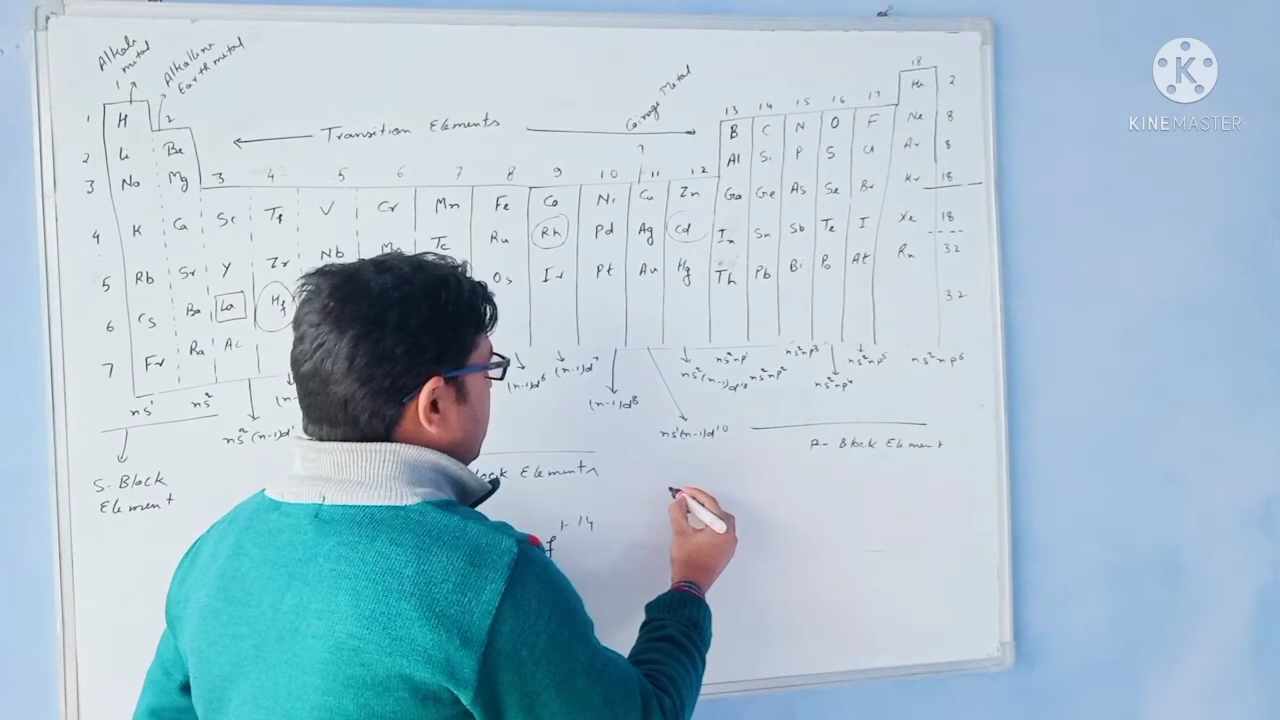 Alkali
metal
Alkaline
Earth metal
Transition Elements
Coinage Metal
1 2 3 4 5 6 7 8 9 10 11 12 13 14 15 16 17 18
1 H He 2
2 Li Be B C N O F Ne 8
3 Na Mg Al Si P S Cl Ar 8
4 K Ca Sc Ti V Cr Mn Fe Co Ni Cu Zn Ga Ge As Se Br Kr 18
5 Rb Sr Y Zr Nb Mo Tc Ru Rh Pd Ag Cd In Sn Sb Te I Xe 18
6 Cs Ba La Hf Os Ir Pt Au Hg Th Pb Bi Po At Rn 32
7 Fr Ra Ac 32
ns¹ ns² ns²(n-1)d¹ (n-1)d⁶ (n-1)d⁷ (n-1)d⁸ ns¹(n-1)d¹⁰ ns²(n-1)d¹⁰ ns²np¹ ns²np² ns²np³ ns²np⁴ ns²np⁵ ns²np⁶
S-Block
Element
Elements
P-Block Element
f¹⁻¹⁴
KINEMASTER